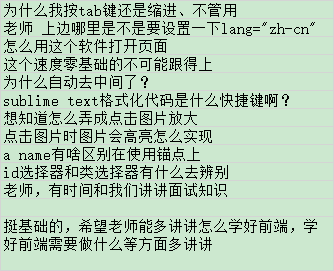 为什么我按tab键还是缩进、不管用
老师 上边哪里是不是要设置一下lang="zh-cn"
怎么用这个软件打开页面
这个速度零基础的不可能跟得上
为什么自动去中间了？
sublime text格式化代码是什么快捷键啊？
想知道怎么弄成点击图片放大
点击图片时图片会高亮怎么实现
a name有啥区别在使用锚点上
id选择器和类选择器有什么去辨别
老师，有时间和我们讲讲面试知识
挺基础的，希望老师能多讲讲怎么学好前端，学
好前端需要做什么等方面多讲讲